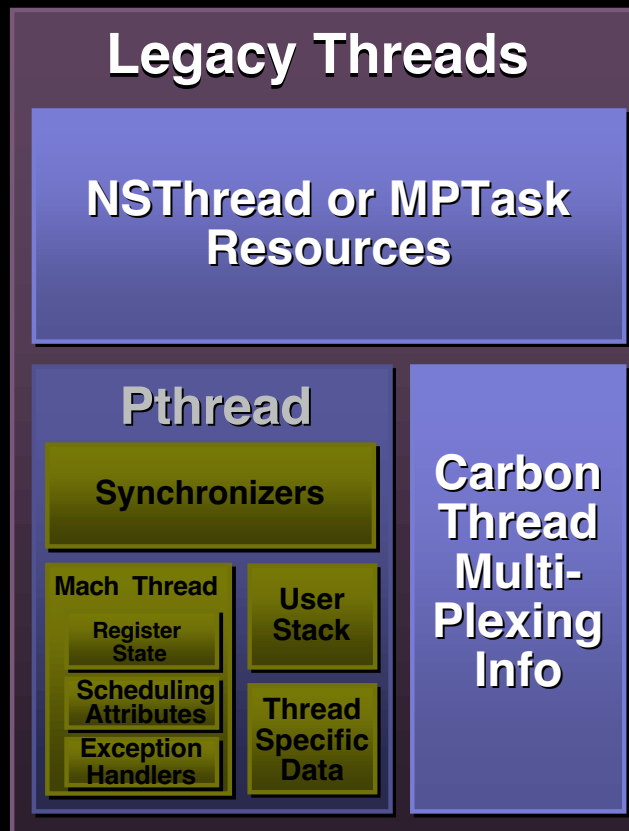 Legacy Threads
NSThread or MPTask
Resources
Pthread
Synchronizers
Mach Thread
Register
State
Scheduling
Attributes
Exception
Handlers
User
Stack
Thread
Specific
Data
Carbon
Thread
Multi-
Plexing
Info